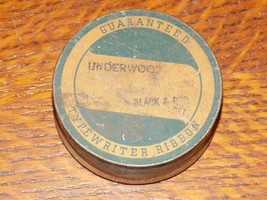 GUARANTEED
UNDERWOOD
BLACK &
TYPEWRITER RIBBON